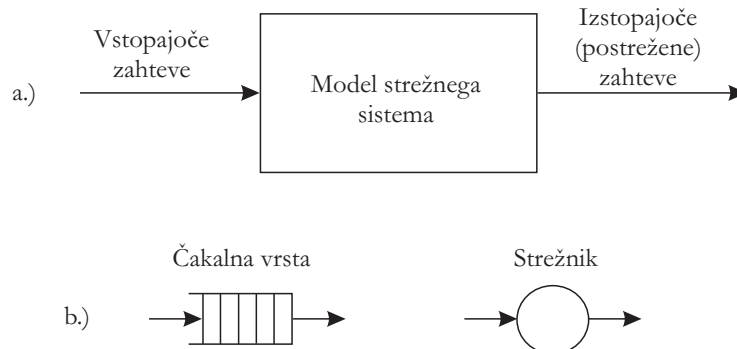 a.)
Vstopajoče
zahteve
Model strežnega
sistema
Izstopajoče
(postrežene)
zahteve
b.)
Čakalna vrsta
Strežnik